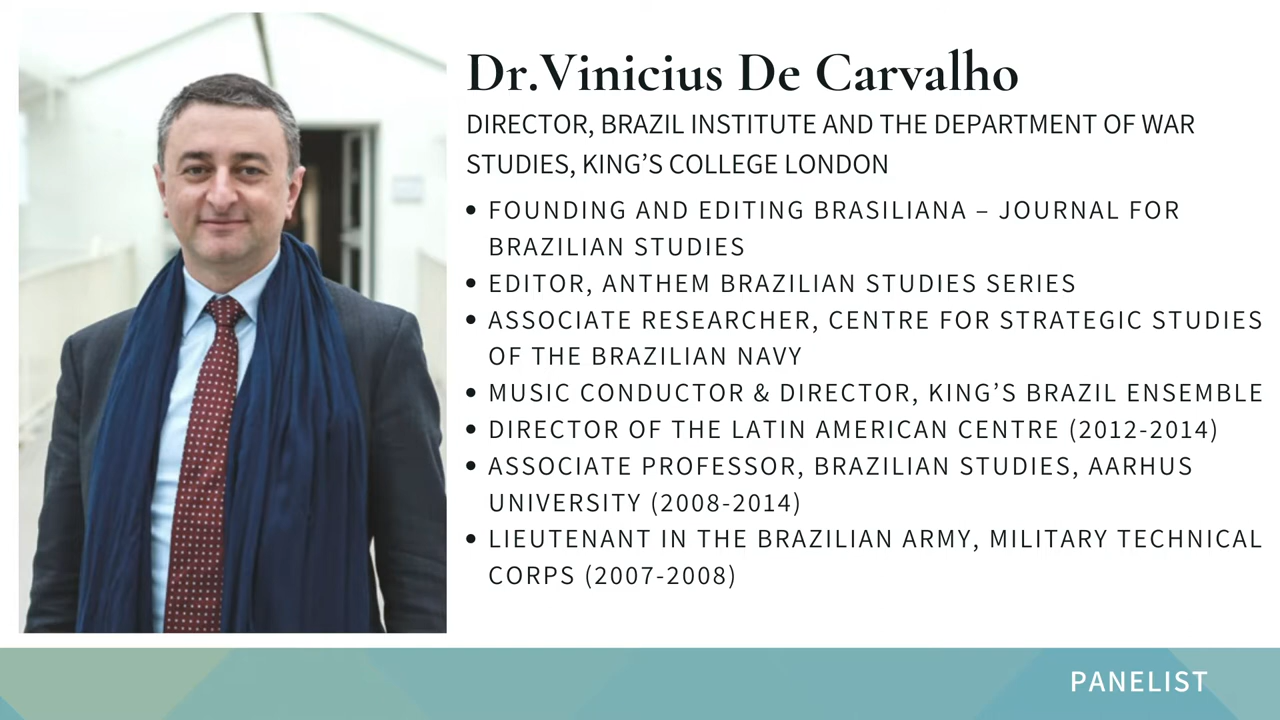 Dr.Vinicius De Carvalho
DIRECTOR, BRAZIL INSTITUTE AND THE DEPARTMENT OF WAR
STUDIES, KING’S COLLEGE LONDON
• FOUNDING AND EDITING BRASILIANA – JOURNAL FOR
BRAZILIAN STUDIES
• EDITOR, ANTHEM BRAZILIAN STUDIES SERIES
• ASSOCIATE RESEARCHER, CENTRE FOR STRATEGIC STUDIES
OF THE BRAZILIAN NAVY
• MUSIC CONDUCTOR & DIRECTOR, KING’S BRAZIL ENSEMBLE
• DIRECTOR OF THE LATIN AMERICAN CENTRE (2012-2014)
• ASSOCIATE PROFESSOR, BRAZILIAN STUDIES, AARHUS
UNIVERSITY (2008-2014)
• LIEUTENANT IN THE BRAZILIAN ARMY, MILITARY TECHNICAL
CORPS (2007-2008)
PANELIST